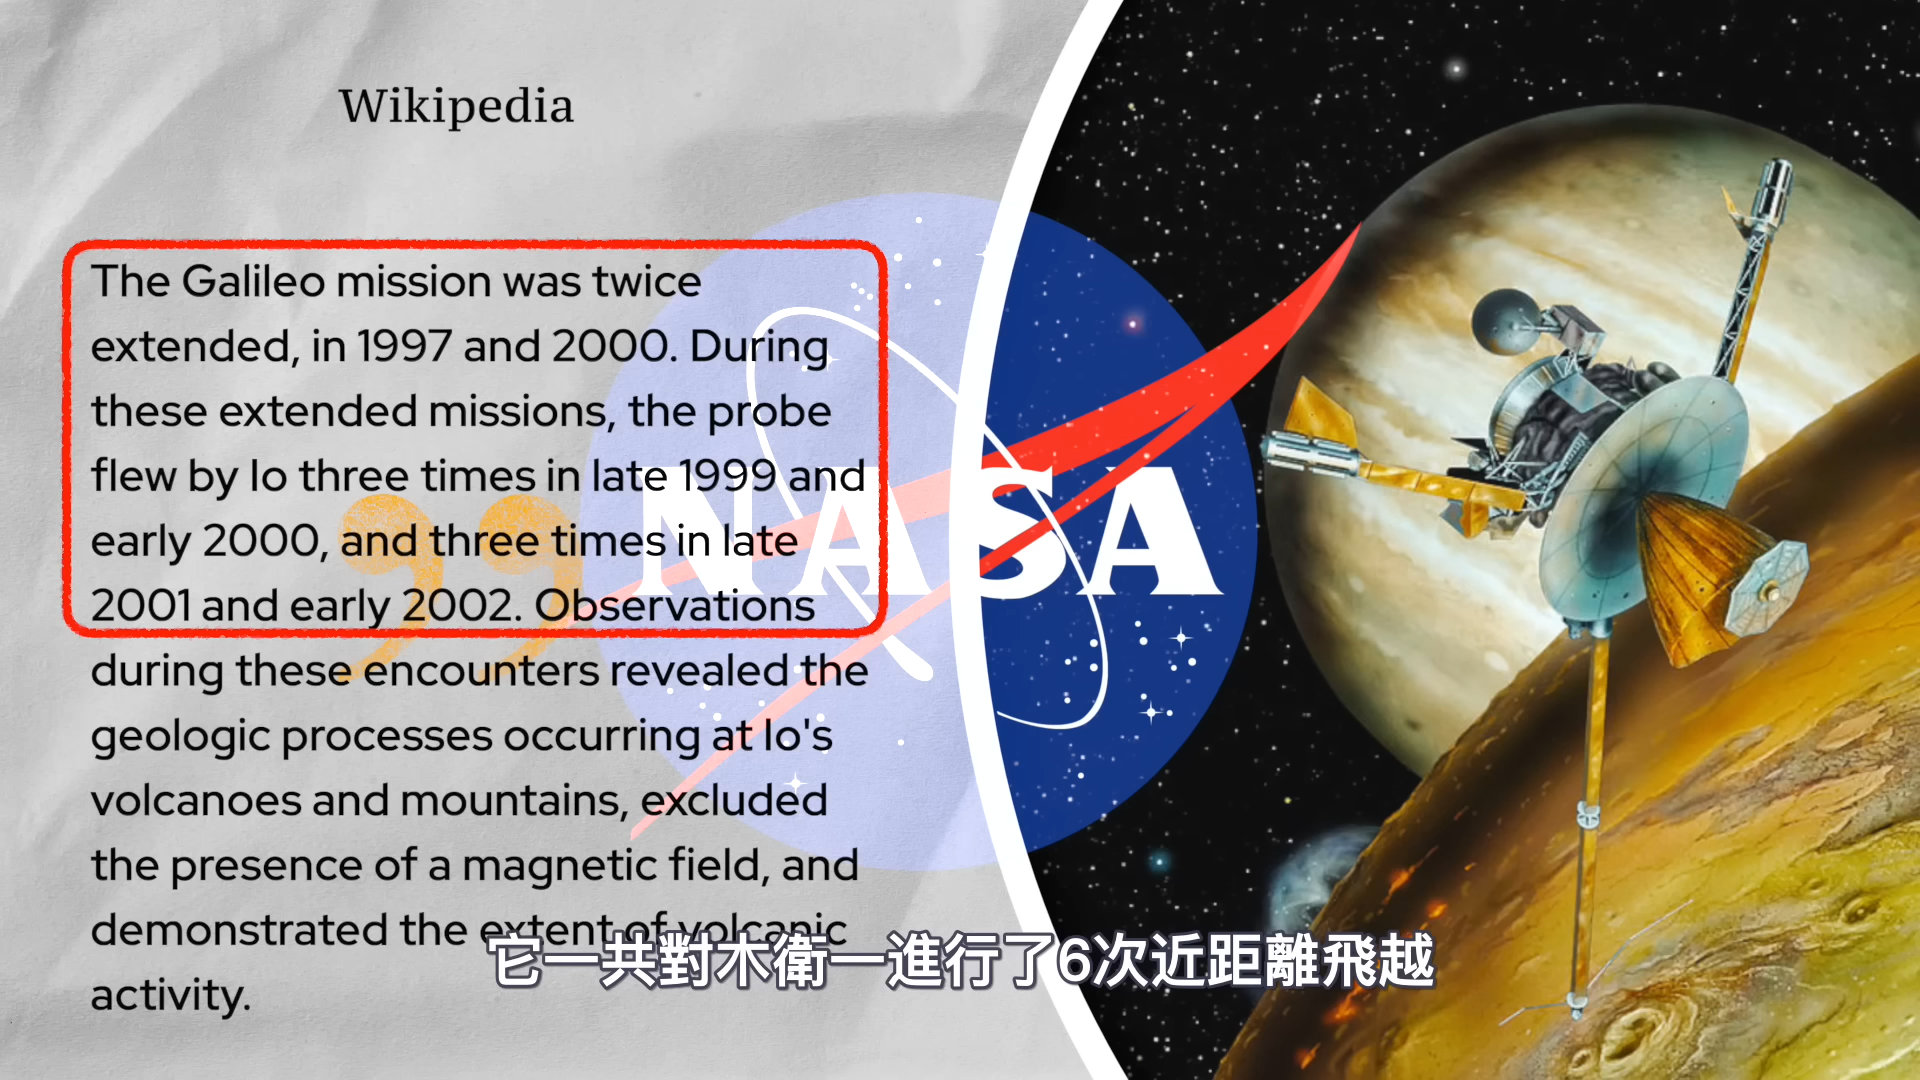 Wikipedia
The Galileo mission was twice
extended, in 1997 and 2000. During
these extended missions, the probe
flew by Io three times in late 1999 and
early 2000, and three times in late
2001 and early 2002. Observations
during these encounters revealed the
geologic processes occurring at Io's
volcanoes and mountains, excluded
the presence of a magnetic field, and
demonstrated the extent of volcanic
activity.
NASA
它一共對木衛一進行了6次近距離飛越